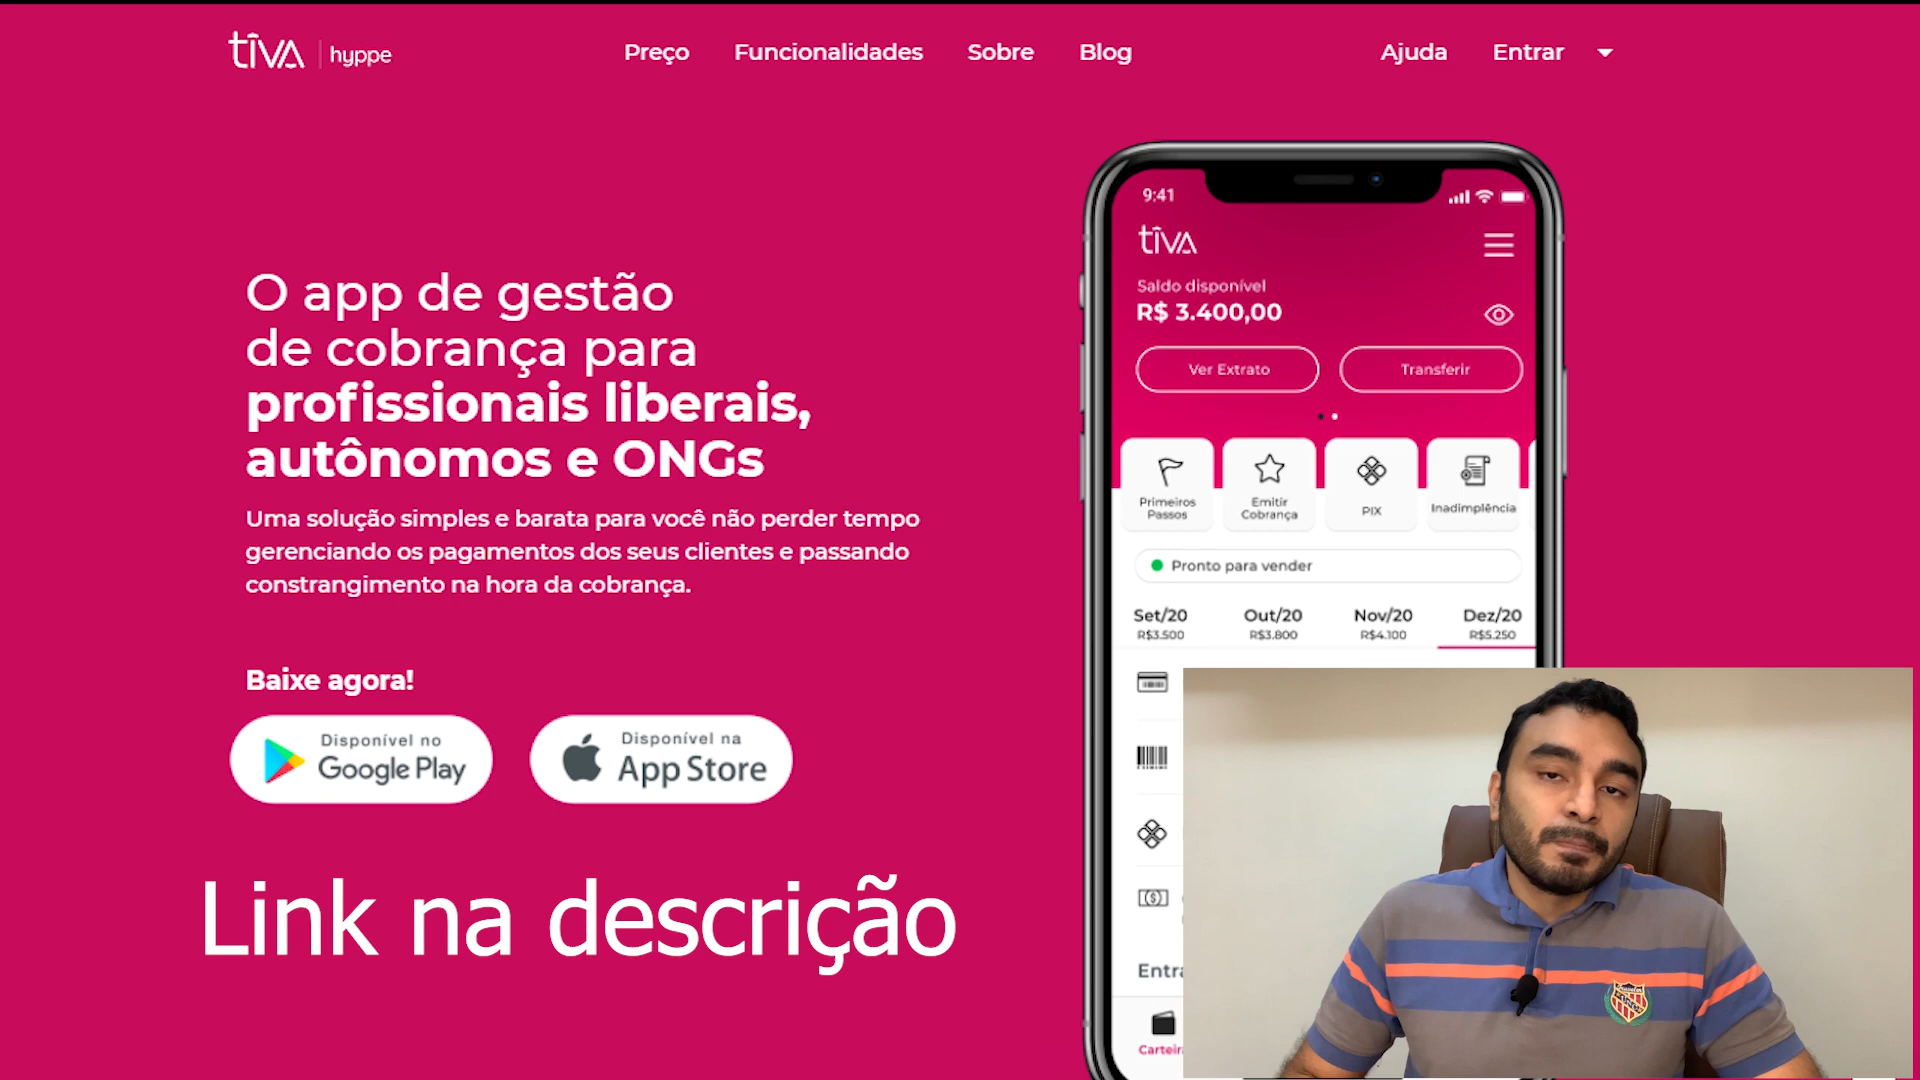 tîvA | hyppe
Preço Funcionalidades Sobre Blog Ajuda Entrar
O app de gestão
de cobrança para
profissionais liberais,
autônomos e ONGs
Uma solução simples e barata para você não perder tempo
gerenciando os pagamentos dos seus clientes e passando
constrangimento na hora da cobrança.
Baixe agora!
Disponível no
Google Play
Disponível na
App Store
Link na descrição
9:41
tîvA
Saldo disponível
R$ 3.400,00
Ver Extrato Transferir
Primeiros
Passos
Emitir
Cobrança
PIX
Inadimplência
Pronto para vender
Set/20 Out/20 Nov/20 Dez/20
R$3.500 R$3.800 R$4.100 R$5.250
Entra
Carteir